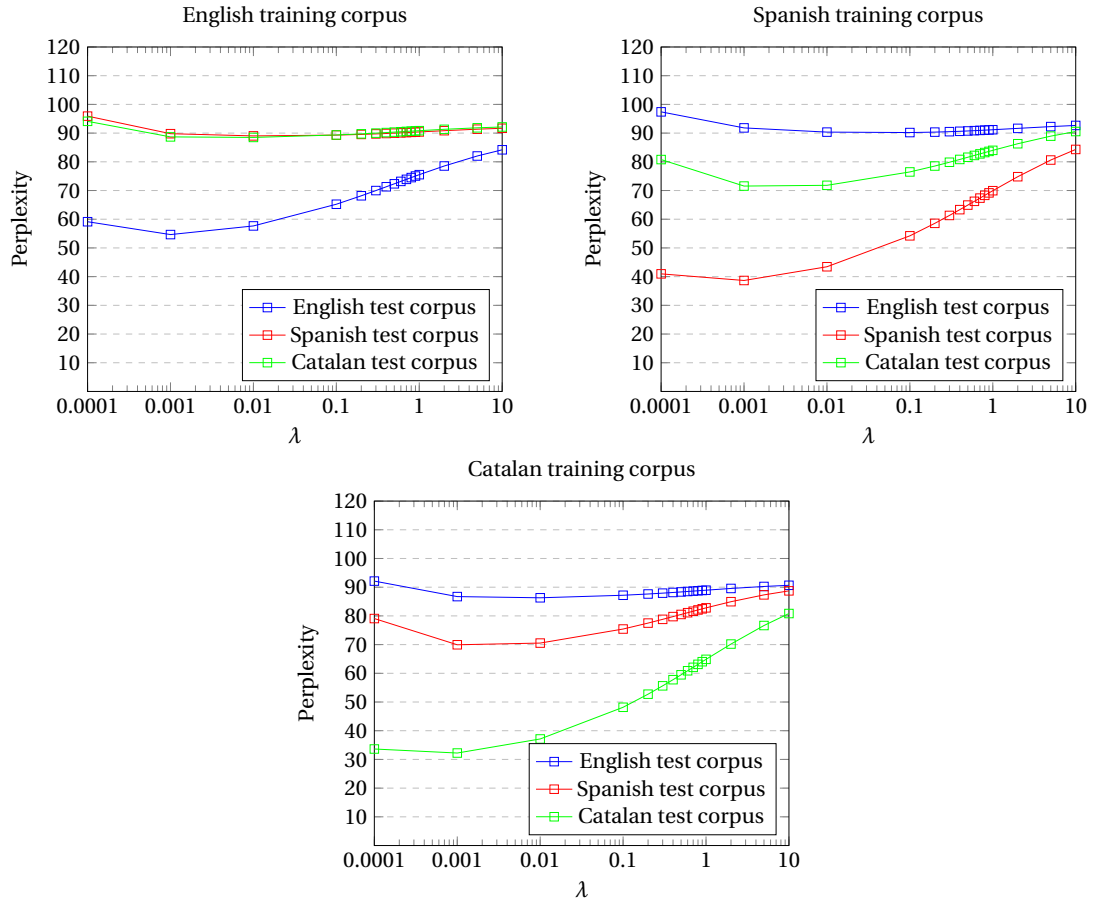 English training corpus
120
110
100
90
80
70
60
50
40
30
20
10
Perplexity
0.0001 0.001 0.01 0.1 1 10
λ
English test corpus
Spanish test corpus
Catalan test corpus
Spanish training corpus
120
110
100
90
80
70
60
50
40
30
20
10
Perplexity
0.0001 0.001 0.01 0.1 1 10
λ
English test corpus
Spanish test corpus
Catalan test corpus
Catalan training corpus
120
110
100
90
80
70
60
50
40
30
20
10
Perplexity
0.0001 0.001 0.01 0.1 1 10
λ
English test corpus
Spanish test corpus
Catalan test corpus